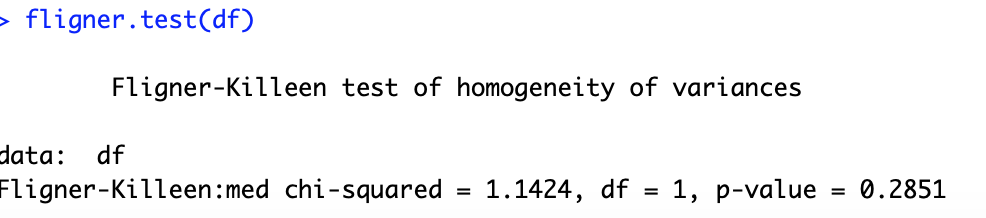 > fligner.test(df)
Fligner-Killeen test of homogeneity of variances
data:  df
Fligner-Killeen:med chi-squared = 1.1424, df = 1, p-value = 0.2851